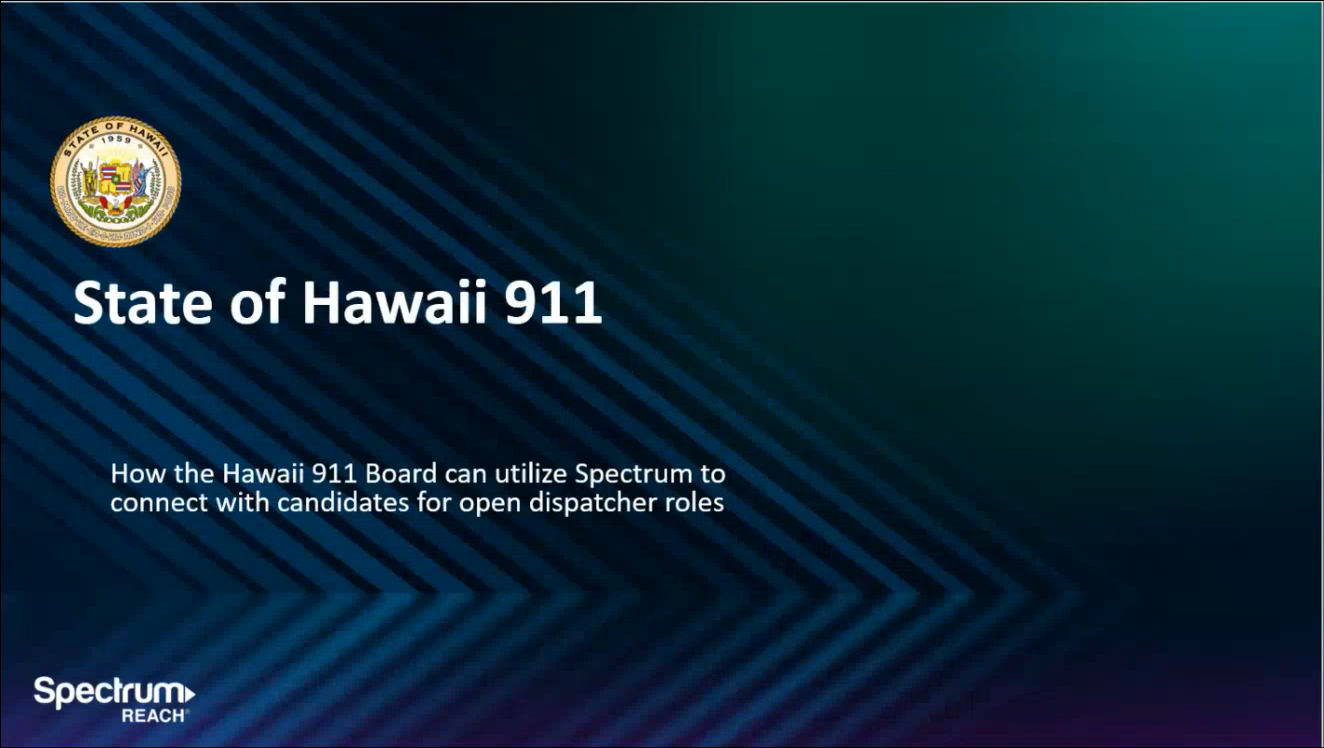 STATE OF HAWAII
1959
State of Hawaii 911
How the Hawaii 911 Board can utilize Spectrum to
connect with candidates for open dispatcher roles
Spectrum
REACH